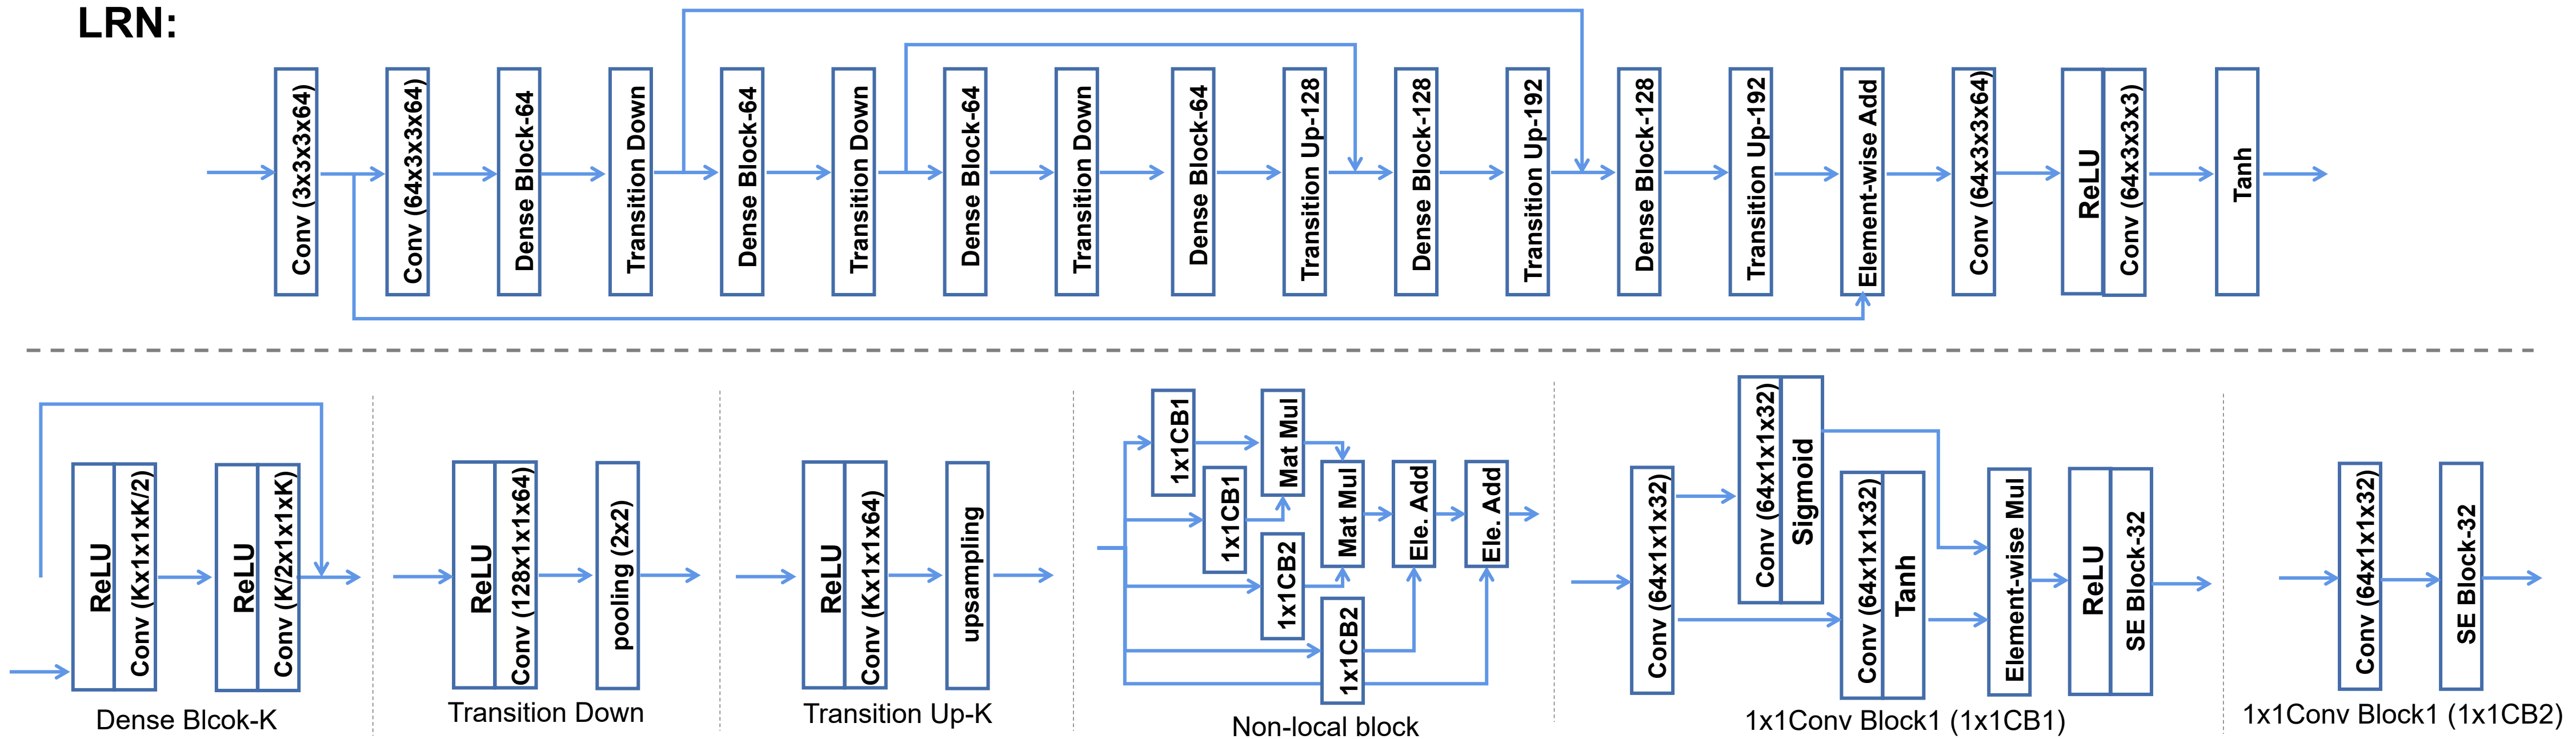 LRN:
Conv (3x3x3x64)
Conv (64x3x3x64)
Dense Block-64
Transition Down
Dense Block-64
Transition Down
Dense Block-64
Transition Down
Dense Block-64
Transition Up-128
Dense Block-128
Transition Up-192
Dense Block-128
Transition Up-192
Element-wise Add
Conv (64x3x3x64)
ReLU
Conv (64x3x3x3)
Tanh
ReLU
Conv (Kx1x1xK/2)
ReLU
Conv (K/2x1x1xK)
Dense Blcok-K
ReLU
Conv (128x1x1x64)
pooling (2x2)
Transition Down
ReLU
Conv (Kx1x1x64)
upsampling
Transition Up-K
1x1CB1
1x1CB1
1x1CB2
1x1CB2
Mat Mul
Mat Mul
Ele. Add
Ele. Add
Non-local block
Conv (64x1x1x32)
Conv (64x1x1x32)
Sigmoid
Conv (64x1x1x32)
Tanh
Element-wise Mul
ReLU
SE Block-32
1x1Conv Block1 (1x1CB1)
Conv (64x1x1x32)
SE Block-32
1x1Conv Block1 (1x1CB2)